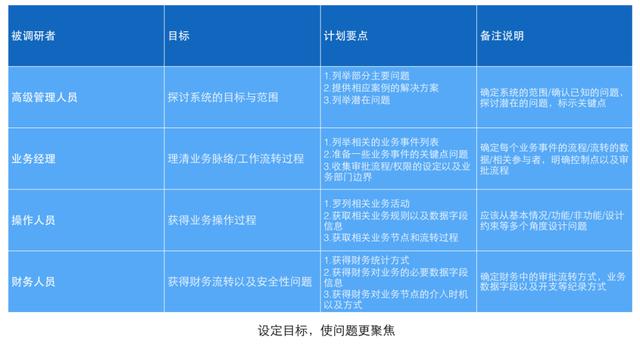 被调研者
目标
计划要点
备注说明
高级管理人员
探讨系统的目标与范围
1.列举部分主要问题
2.提供相应案例的解决方案
3.列举潜在问题
确定系统的范围/确认已知的问题,
探讨潜在的问题，标示关键点
业务经理
理清业务脉络/工作流转过程
1.列举相关的业务事件列表
2.准备一些业务事件的关键点问题
3.收集审批流程/权限的设定以及业
务部门边界
确定每个业务事件的流程/流转的数
据/相关参与者，明确控制点以及审
批流程
操作人员
获得业务操作过程
1.罗列相关业务活动
2.获取相关业务规则以及数据字段
信息
3.获取相关业务节点和流转过程
应该从基本情况/功能/非功能/设计
约束等多个角度设计问题
财务人员
获得财务流转以及安全性问题
1.获得财务统计方式
2.获得财务对业务的必要数据字段
信息
3.获得财务对业务节点的介入时机
以及方式
确定财务中的审批流转方式，业务
数据字段以及开支等纪录方式
设定目标，使问题更聚焦